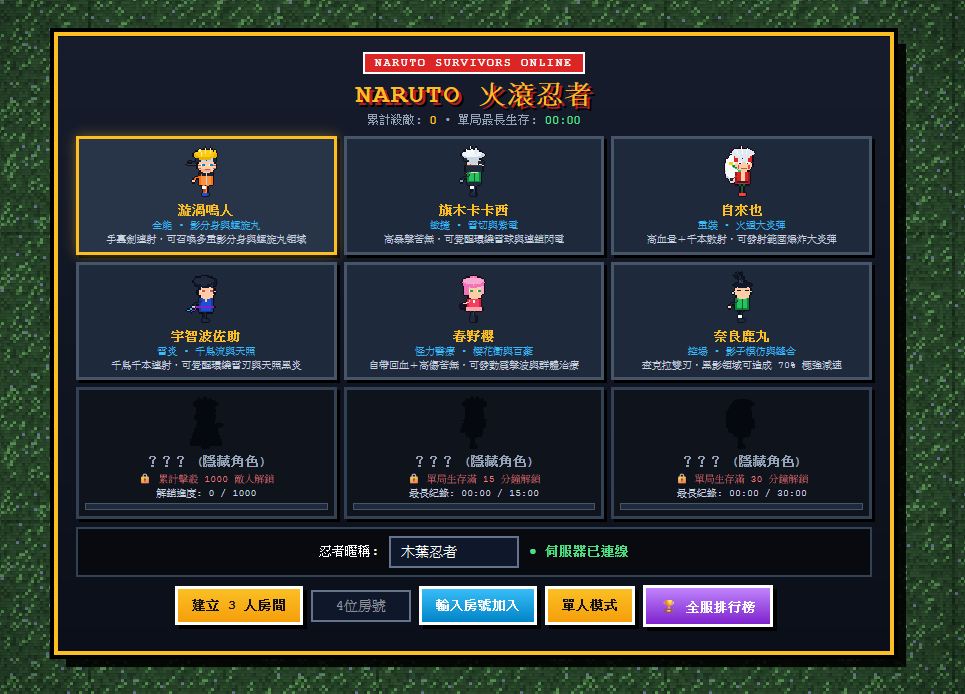 NARUTO SURVIVORS ONLINE
NARUTO 火滾忍者
累計殺敵: 0 • 單局最長生存: 00:00
漩渦鳴人
全能 • 影分身與螺旋丸
手裏劍連射，可召喚多重影分身與螺旋丸領域
旗木卡卡西
敏捷 • 雷切與紫電
高暴擊苦無，可覺醒環繞雷球與連鎖閃電
自來也
重裝 • 火遁大炎彈
高血量+千本散射，可發射範圍爆炸大炎彈
宇智波佐助
雷炎 • 千鳥流與天照
千鳥千本連射，可覺醒環繞雷刃與天照黑炎
春野櫻
怪力醫療 • 櫻花衝與百豪
自帶回血+高傷苦無，可發動震擊波與群體治療
奈良鹿丸
控場 • 影子模仿與縫合
查克拉雙刃，黑影領域可造成 70% 極強減速
？？？ (隱藏角色)
🔒 累計擊殺 1000 敵人解鎖
解鎖進度: 0 / 1000
？？？ (隱藏角色)
🔒 單局生存滿 15 分鐘解鎖
最長紀錄: 00:00 / 15:00
？？？ (隱藏角色)
🔒 單局生存滿 30 分鐘解鎖
最長紀錄: 00:00 / 30:00
忍者暱稱: 木葉忍者 ● 伺服器已連線
建立 3 人房間 4位房號 輸入房號加入 單人模式 🏆 全服排行榜